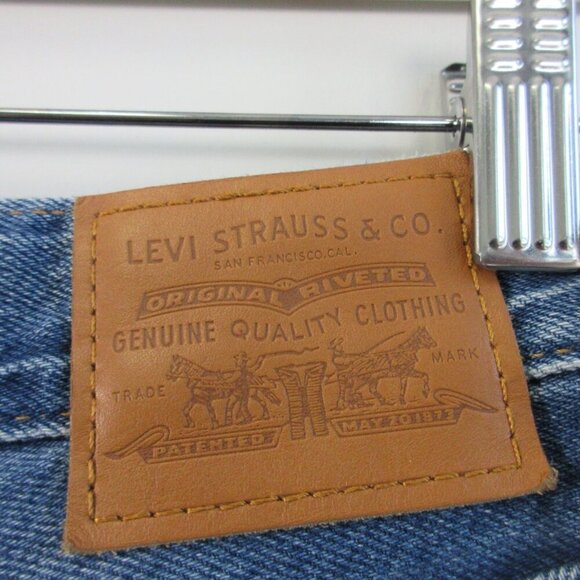 LEVI STRAUSS & CO.
SAN FRANCISCO, CAL.
ORIGINAL RIVETED
GENUINE QUALITY CLOTHING
TRADE MARK
PATENTED MAY 20 1873